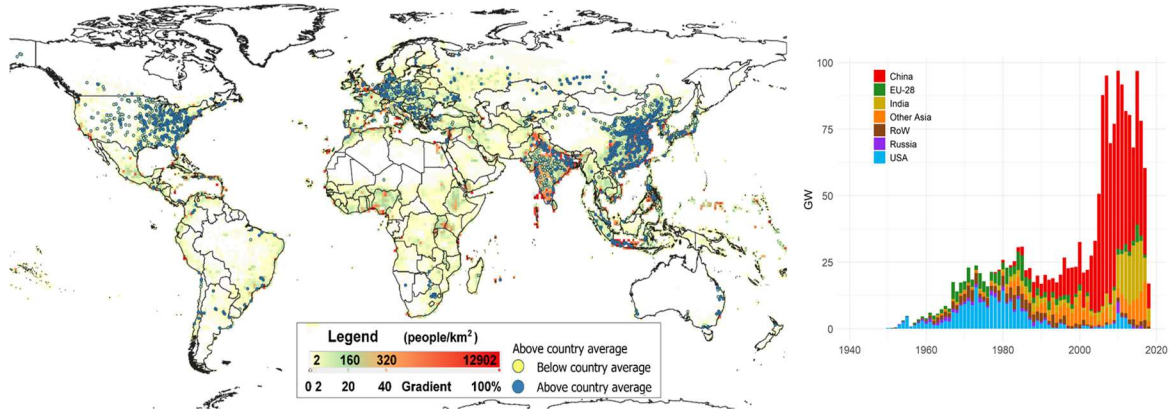 Legend (people/km²)
2 160 320 12902
0 2 20 40 Gradient 100%
Above country average
Below country average
Above country average
GW
100
75
50
25
0
China
EU-28
India
Other Asia
RoW
Russia
USA
1940 1960 1980 2000 2020